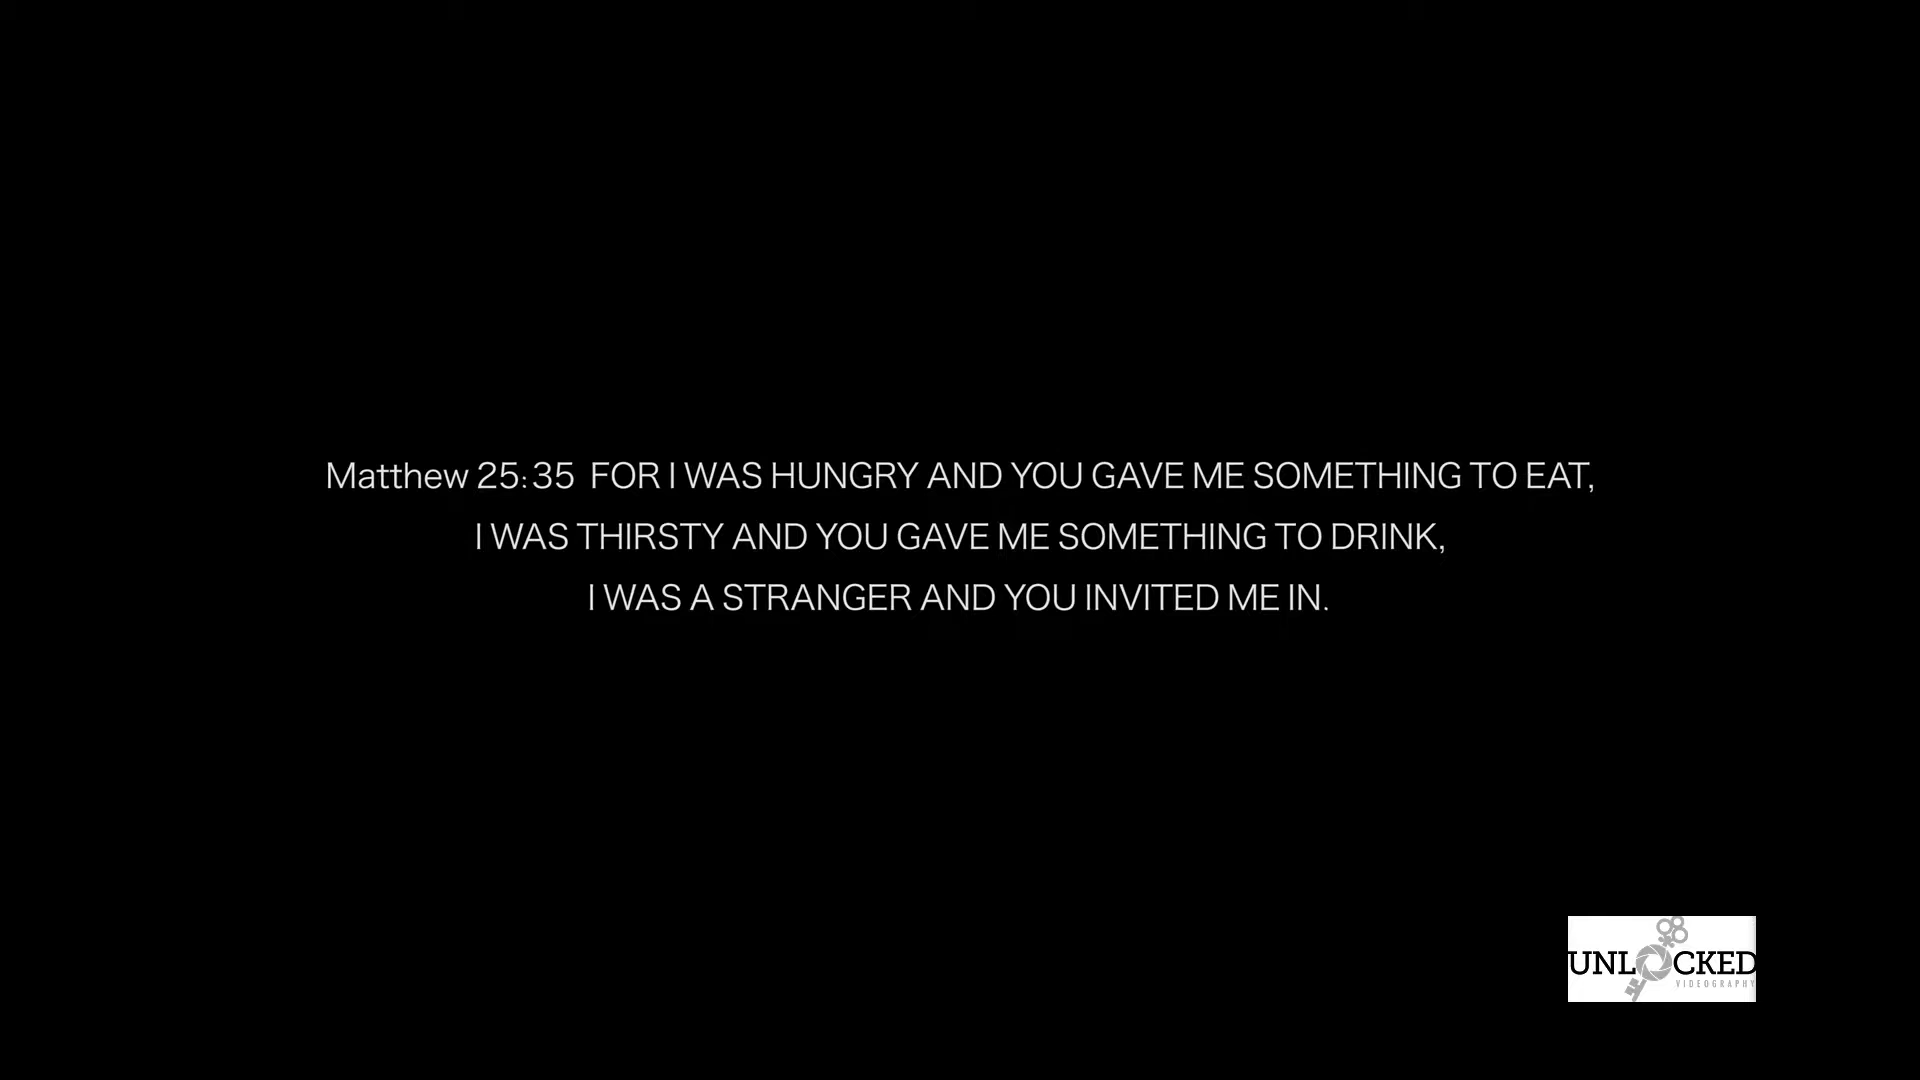 Matthew 25:35  FOR I WAS HUNGRY AND YOU GAVE ME SOMETHING TO EAT,
I WAS THIRSTY AND YOU GAVE ME SOMETHING TO DRINK,
I WAS A STRANGER AND YOU INVITED ME IN.
UNLOCKED
VIDEOGRAPHY